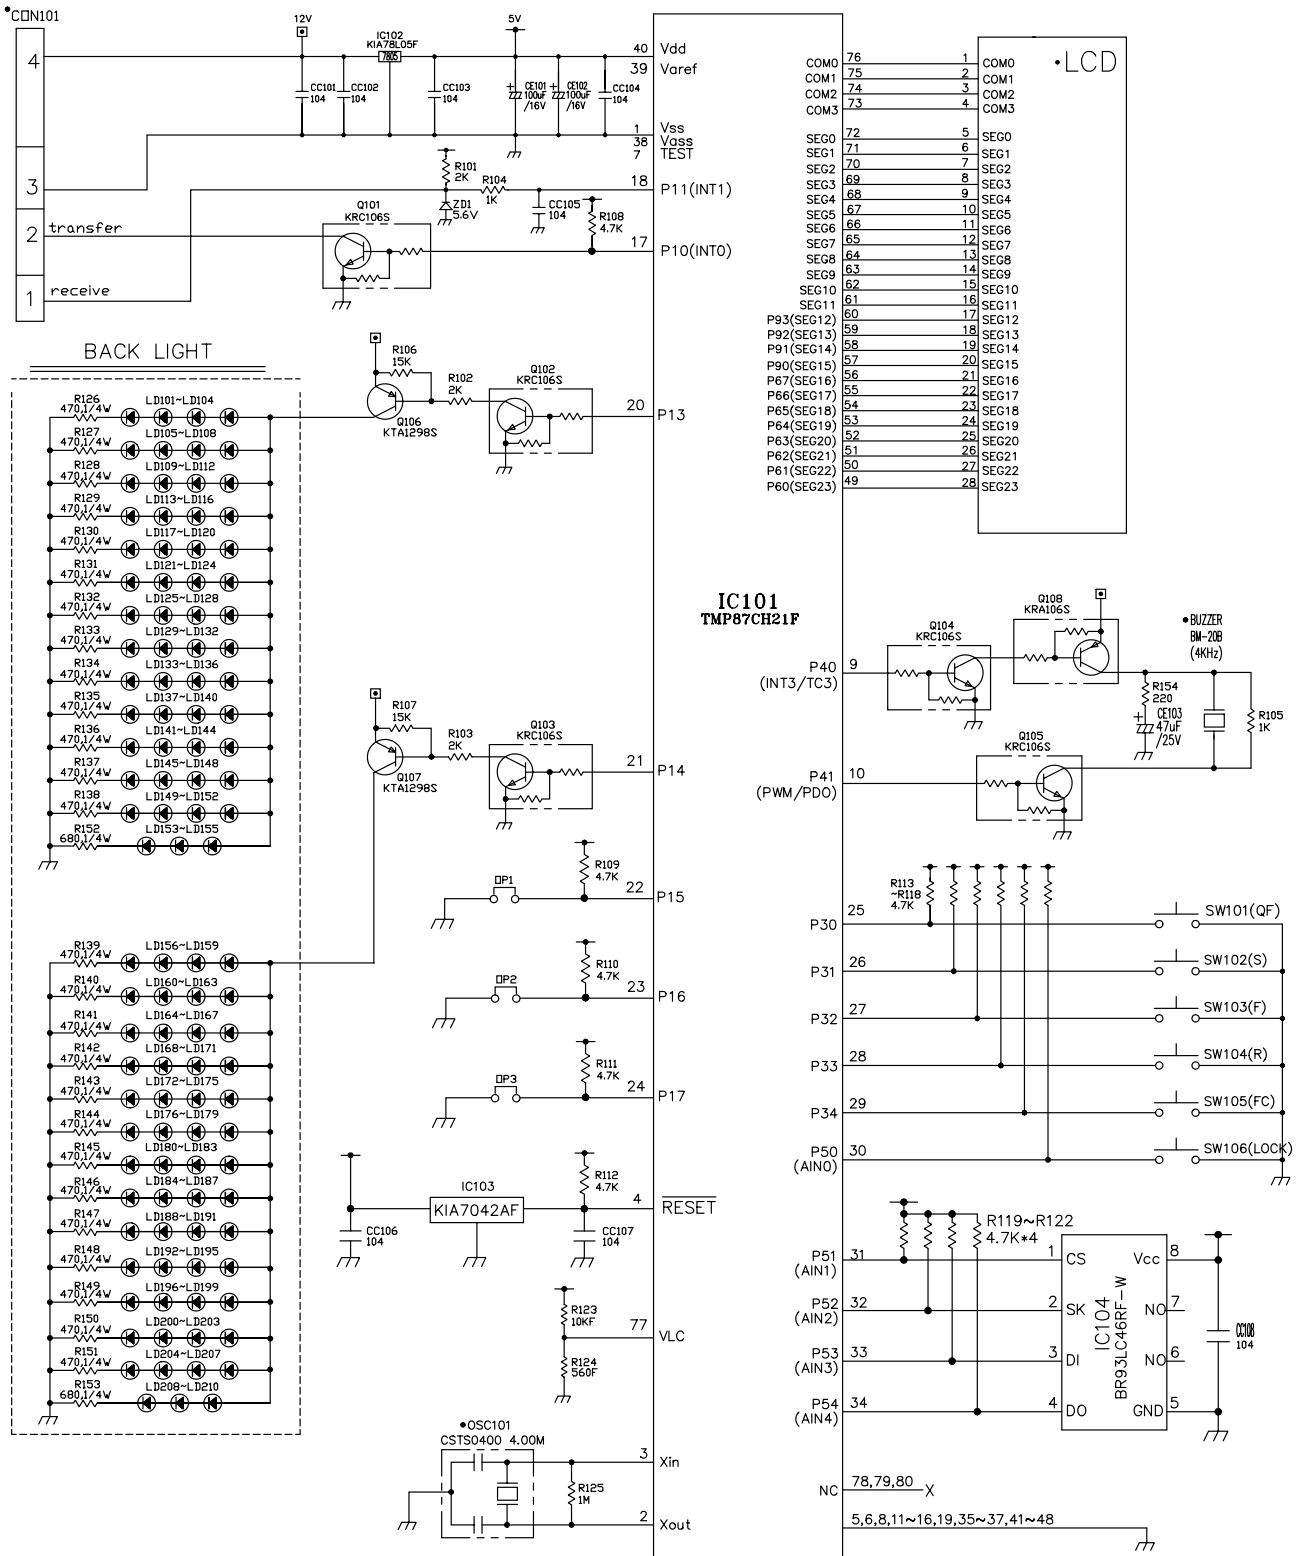 •CON101
4
3
2
1
transfer
receive
12V
IC102
KIA78L05F
7805
5V
CC101
104
CC102
104
CC103
104
CE101
100uF
/16V
CE102
100uF
/16V
CC104
104
40 Vdd
39 Varef
1 Vss
38 Vass
7 TEST
R101
2K
R104
1K
ZD1
5.6V
CC105
104
R108
4.7K
18 P11(INT1)
17 P10(INT0)
Q101
KRC106S
COM0 76 1 COM0
COM1 75 2 COM1
COM2 74 3 COM2
COM3 73 4 COM3
SEG0 72 5 SEG0
SEG1 71 6 SEG1
SEG2 70 7 SEG2
SEG3 69 8 SEG3
SEG4 68 9 SEG4
SEG5 67 10 SEG5
SEG6 66 11 SEG6
SEG7 65 12 SEG7
SEG8 64 13 SEG8
SEG9 63 14 SEG9
SEG10 62 15 SEG10
SEG11 61 16 SEG11
P93(SEG12) 60 17 SEG12
P92(SEG13) 59 18 SEG13
P91(SEG14) 58 19 SEG14
P90(SEG15) 57 20 SEG15
P67(SEG16) 56 21 SEG16
P66(SEG17) 55 22 SEG17
P65(SEG18) 54 23 SEG18
P64(SEG19) 53 24 SEG19
P63(SEG20) 52 25 SEG20
P62(SEG21) 51 26 SEG21
P61(SEG22) 50 27 SEG22
P60(SEG23) 49 28 SEG23
•LCD
BACK LIGHT
R126
470,1/4W
LD101~LD104
R127
470,1/4W
LD105~LD108
R128
470,1/4W
LD109~LD112
R129
470,1/4W
LD113~LD116
R130
470,1/4W
LD117~LD120
R131
470,1/4W
LD121~LD124
R132
470,1/4W
LD125~LD128
R133
470,1/4W
LD129~LD132
R134
470,1/4W
LD133~LD136
R135
470,1/4W
LD137~LD140
R136
470,1/4W
LD141~LD144
R137
470,1/4W
LD145~LD148
R138
470,1/4W
LD149~LD152
R152
680,1/4W
LD153~LD155
R139
470,1/4W
LD156~LD159
R140
470,1/4W
LD160~LD163
R141
470,1/4W
LD164~LD167
R142
470,1/4W
LD168~LD171
R143
470,1/4W
LD172~LD175
R144
470,1/4W
LD176~LD179
R145
470,1/4W
LD180~LD183
R146
470,1/4W
LD184~LD187
R147
470,1/4W
LD188~LD191
R148
470,1/4W
LD192~LD195
R149
470,1/4W
LD196~LD199
R150
470,1/4W
LD200~LD203
R151
470,1/4W
LD204~LD207
R153
680,1/4W
LD208~LD210
R106
15K
Q106
KTA1298S
R102
2K
Q102
KRC106S
20 P13
R107
15K
Q107
KTA1298S
R103
2K
Q103
KRC106S
21 P14
IC101
TMP87CH21F
OP1
R109
4.7K
22 P15
OP2
R110
4.7K
23 P16
OP3
R111
4.7K
24 P17
CC106
104
IC103
KIA7042AF
R112
4.7K
CC107
104
4 RESET
R123
10KF
R124
560F
77 VLC
•OSC101
CSTS0400 4.00M
R125
1M
3 Xin
2 Xout
P40 9
(INT3/TC3)
Q104
KRC106S
Q108
KRA106S
•BUZZER
BM-20B
(4KHz)
R154
220
CE103
47uF
/25V
R105
1K
P41 10
(PWM/PDO)
Q105
KRC106S
R113
~R118
4.7K
P30 25 SW101(QF)
P31 26 SW102(S)
P32 27 SW103(F)
P33 28 SW104(R)
P34 29 SW105(FC)
P50 30 SW106(LOCK)
(AIN0)
R119~R122
4.7K*4
P51 31 1 CS
(AIN1)
P52 32 2 SK
(AIN2)
P53 33 3 DI
(AIN3)
P54 34 4 DO
(AIN4)
IC104
BR93LC46RF-W
Vcc 8
NO 7
NO 6
GND 5
CC108
104
NC 78,79,80 X
5,6,8,11~16,19,35~37,41~48